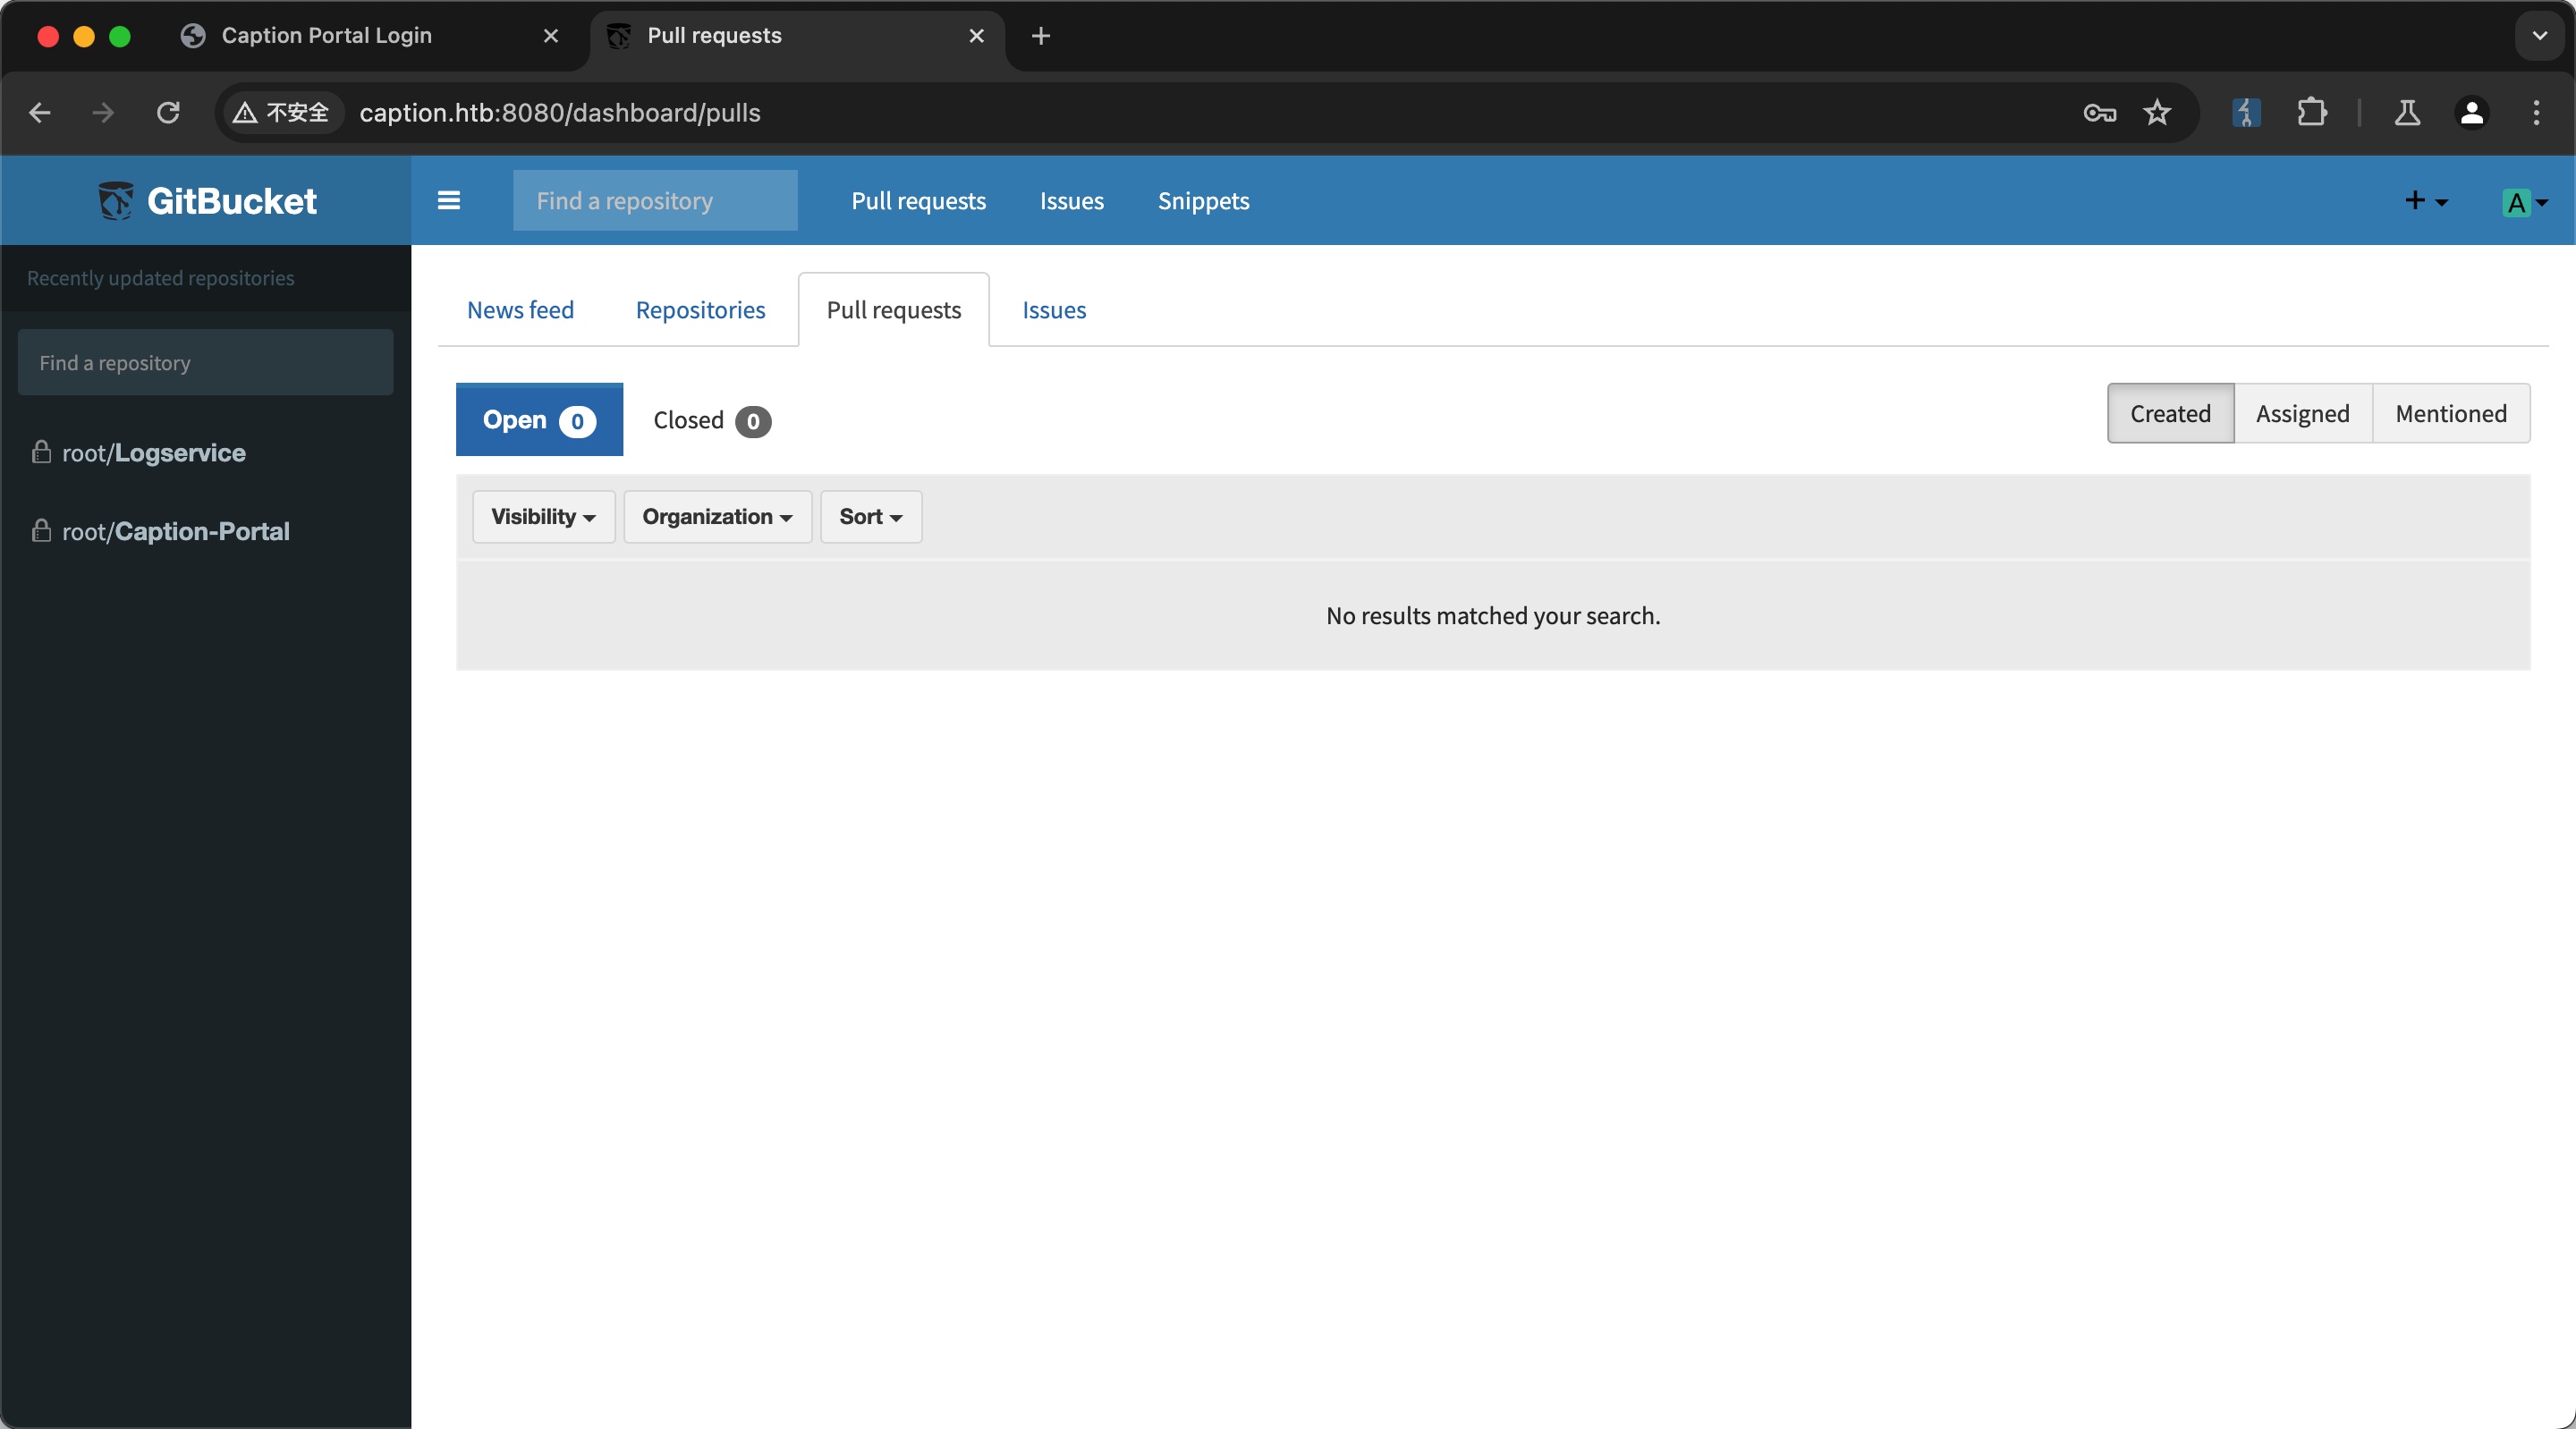 Caption Portal Login
Pull requests
不安全
caption.htb:8080/dashboard/pulls
GitBucket
Find a repository
Pull requests
Issues
Snippets
A
Recently updated repositories
Find a repository
root/Logservice
root/Caption-Portal
News feed
Repositories
Pull requests
Issues
Open 0
Closed 0
Created
Assigned
Mentioned
Visibility
Organization
Sort
No results matched your search.